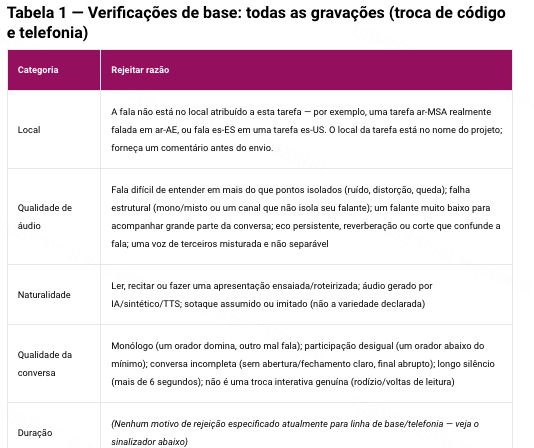 Tabela 1 — Verificações de base: todas as gravações (troca de código
e telefonia)
Categoria
Rejeitar razão
Local
A fala não está no local atribuído a esta tarefa — por exemplo, uma tarefa ar-MSA realmente
falada em ar-AE, ou fala es-ES em uma tarefa es-US. O local da tarefa está no nome do projeto;
forneça um comentário antes do envio.
Qualidade de
áudio
Fala difícil de entender em mais do que pontos isolados (ruído, distorção, queda); falha
estrutural (mono/misto ou um canal que não isola seu falante); um falante muito baixo para
acompanhar grande parte da conversa; eco persistente, reverberação ou corte que confunde a
fala; uma voz de terceiros misturada e não separável
Naturalidade
Ler, recitar ou fazer uma apresentação ensaiada/roteirizada; áudio gerado por
IA/sintético/TTS; sotaque assumido ou imitado (não a variedade declarada)
Qualidade da
conversa
Monólogo (um orador domina, outro mal fala); participação desigual (um orador abaixo do
mínimo); conversa incompleta (sem abertura/fechamento claro, final abrupto); longo silêncio
(mais de 6 segundos); não é uma troca interativa genuína (rodízio/voltas de leitura)
Duração
(Nenhum motivo de rejeição especificado atualmente para linha de base/telefonia — veja o
sinalizador abaixo)